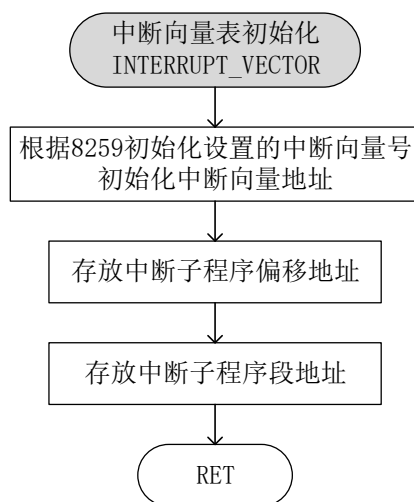 中断向量表初始化
INTERRUPT_VECTOR
根据8259初始化设置的中断向量号
初始化中断向量地址
存放中断子程序偏移地址
存放中断子程序段地址
RET